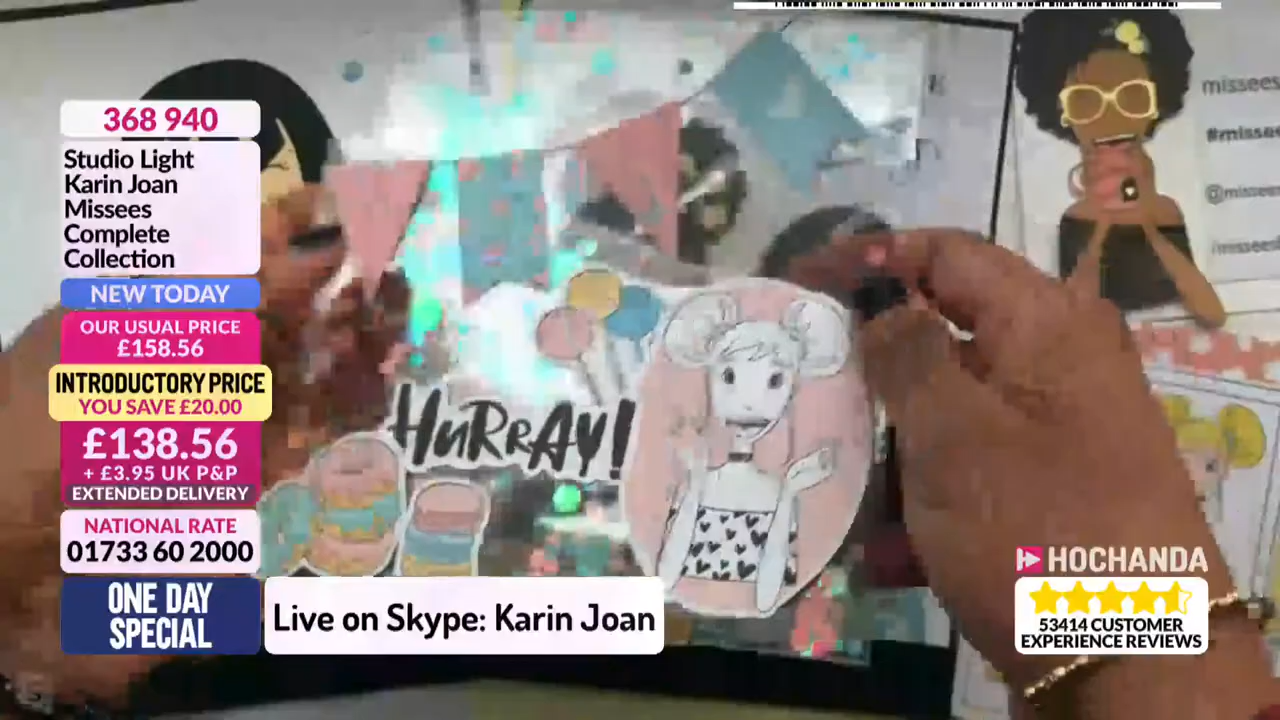 368 940
Studio Light
Karin Joan
Missees
Complete
Collection
NEW TODAY
OUR USUAL PRICE
£158.56
INTRODUCTORY PRICE
YOU SAVE £20.00
£138.56
+ £3.95 UK P&P
EXTENDED DELIVERY
NATIONAL RATE
01733 60 2000
ONE DAY
SPECIAL
Live on Skype: Karin Joan
HURRAY!
missees
#missees
@missees
missees
HOCHANDA
53414 CUSTOMER
EXPERIENCE REVIEWS